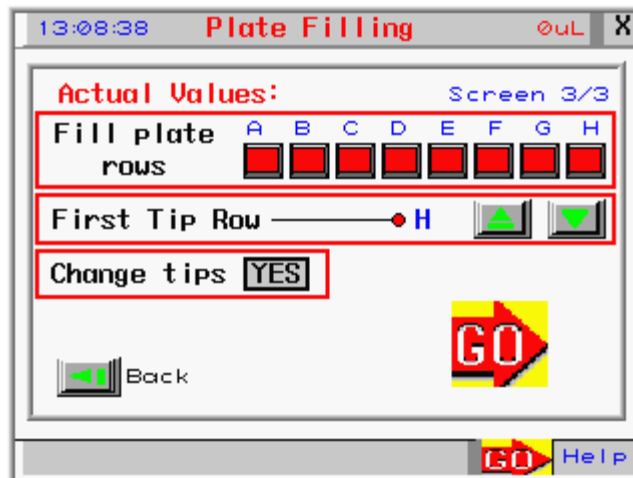 13:08:38 Plate Filling 0uL X
Actual Values: Screen 3/3
Fill plate rows A B C D E F G H
First Tip Row H
Change tips YES
GO
Back
GO Help